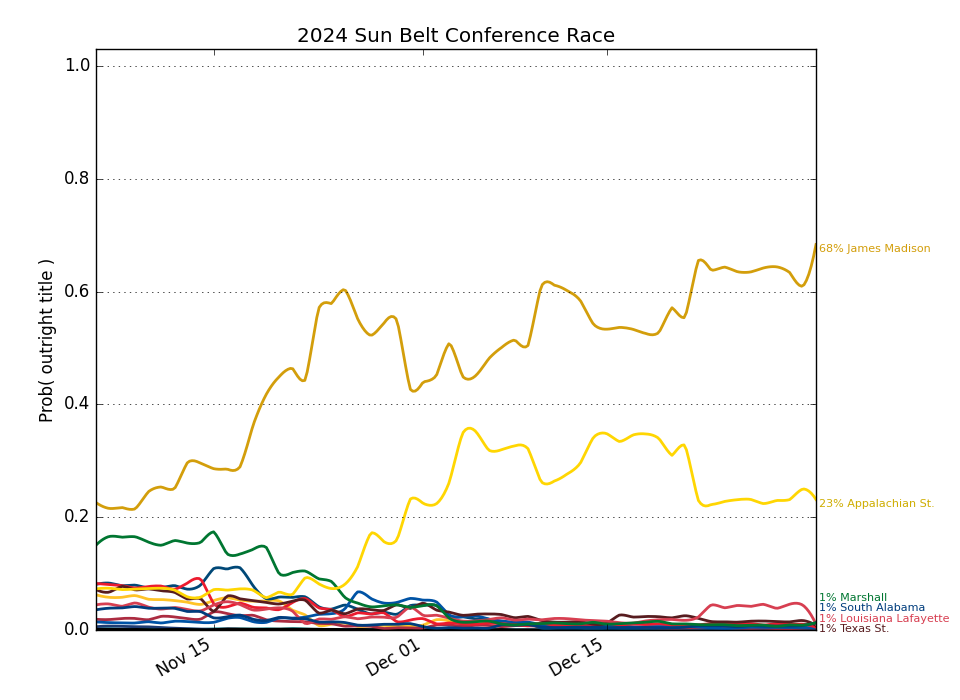 2024 Sun Belt Conference Race
Prob( outright title )
1.0
0.8
0.6
0.4
0.2
0.0
Nov 15
Dec 01
Dec 15
68% James Madison
23% Appalachian St.
1% Marshall
1% South Alabama
1% Louisiana Lafayette
1% Texas St.